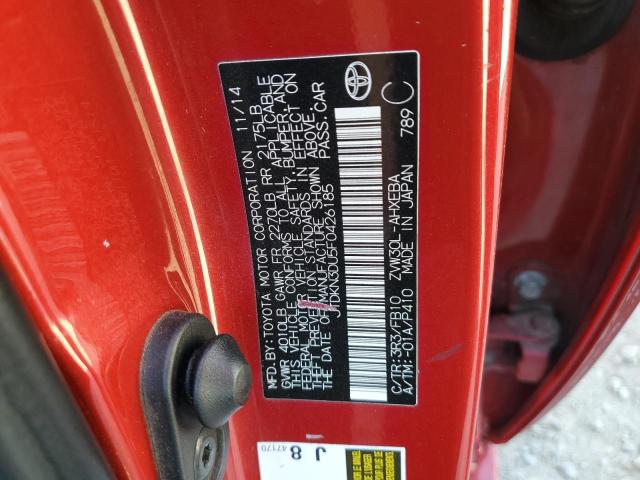 MFD.BY:TOYOTA MOTOR CORPORATION 11/14
GVWR 4010LB GAWR FR 2270LB RR 2175LB
THIS VEHICLE CONFORMS TO ALL APPLICABLE
FEDERAL MOTOR VEHICLE SAFETY, BUMPER, AND
THEFT PREVENTION STANDARDS IN EFFECT ON
THE DATE OF MANUFACTURE SHOWN ABOVE.
JTDKN3DU5F0426185 PASS.CAR
C/TR:3R3/FB10 ZVW30L-AHXEBA 789 C
A/TM:-01A/P410 MADE IN JAPAN
J 8
47170